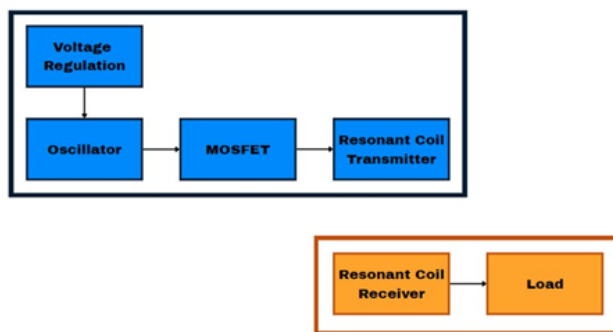 Voltage
Regulation
Oscillator
MOSFET
Resonant Coil
Transmitter
Resonant Coil
Receiver
Load